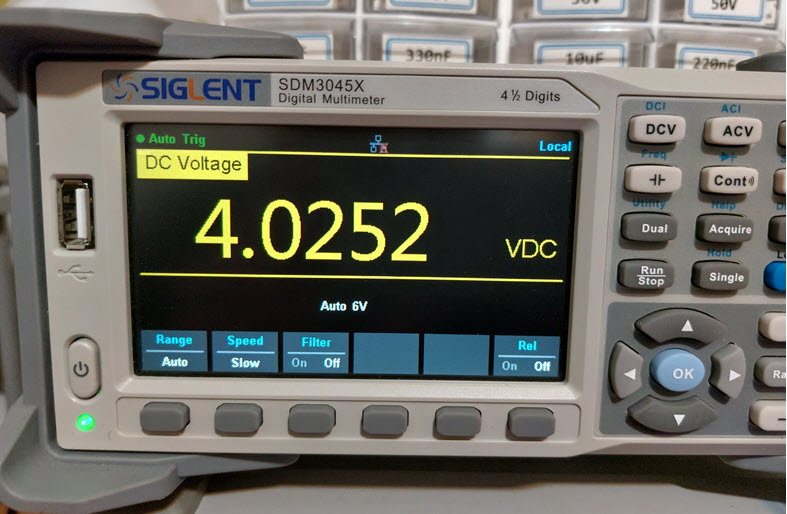 50V
330nF
10uF
220nF
SIGLENT
SDM3045X
Digital Multimeter
4 ½ Digits
Auto Trig
Local
DC Voltage
4.0252
VDC
Auto 6V
Range
Auto
Speed
Slow
Filter
On Off
Rel
On Off
DCI
ACI
DCV
ACV
Freq
Cont
Utility
Help
Dual
Acquire
Hold
Run
Stop
Single
OK